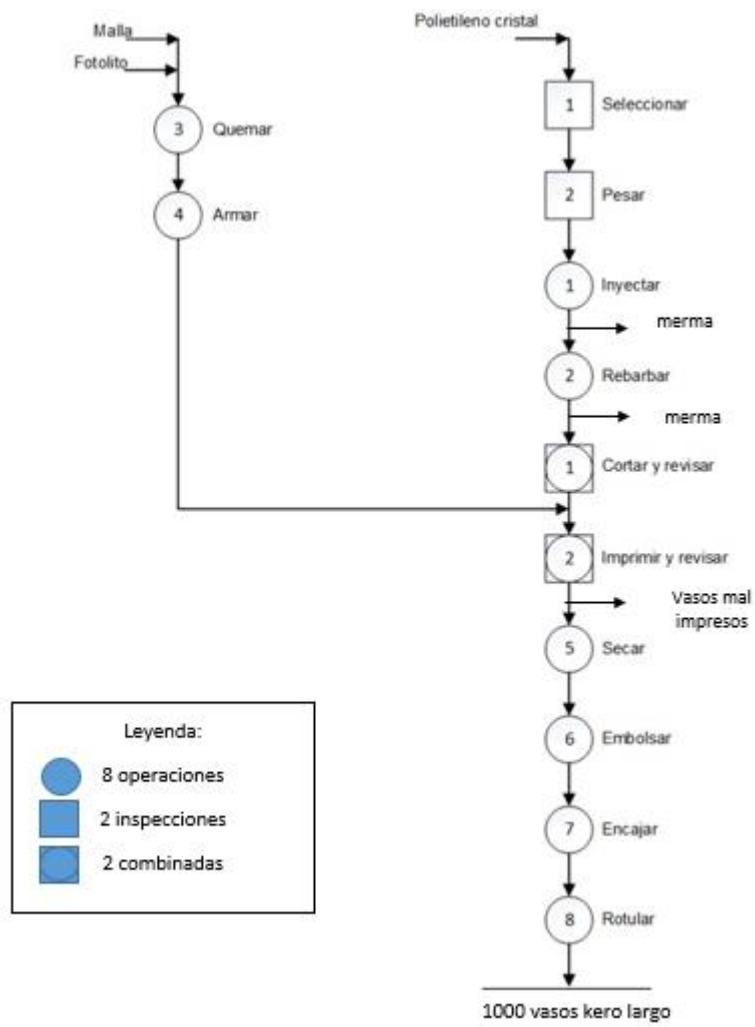 Malla
Fotolito
3 Quemar
4 Armar
Polietileno cristal
1 Seleccionar
2 Pesar
1 Inyectar
merma
2 Rebarbar
merma
1 Cortar y revisar
2 Imprimir y revisar
Vasos mal
impresos
5 Secar
6 Embolsar
7 Encajar
8 Rotular
1000 vasos kero largo
Leyenda:
8 operaciones
2 inspecciones
2 combinadas